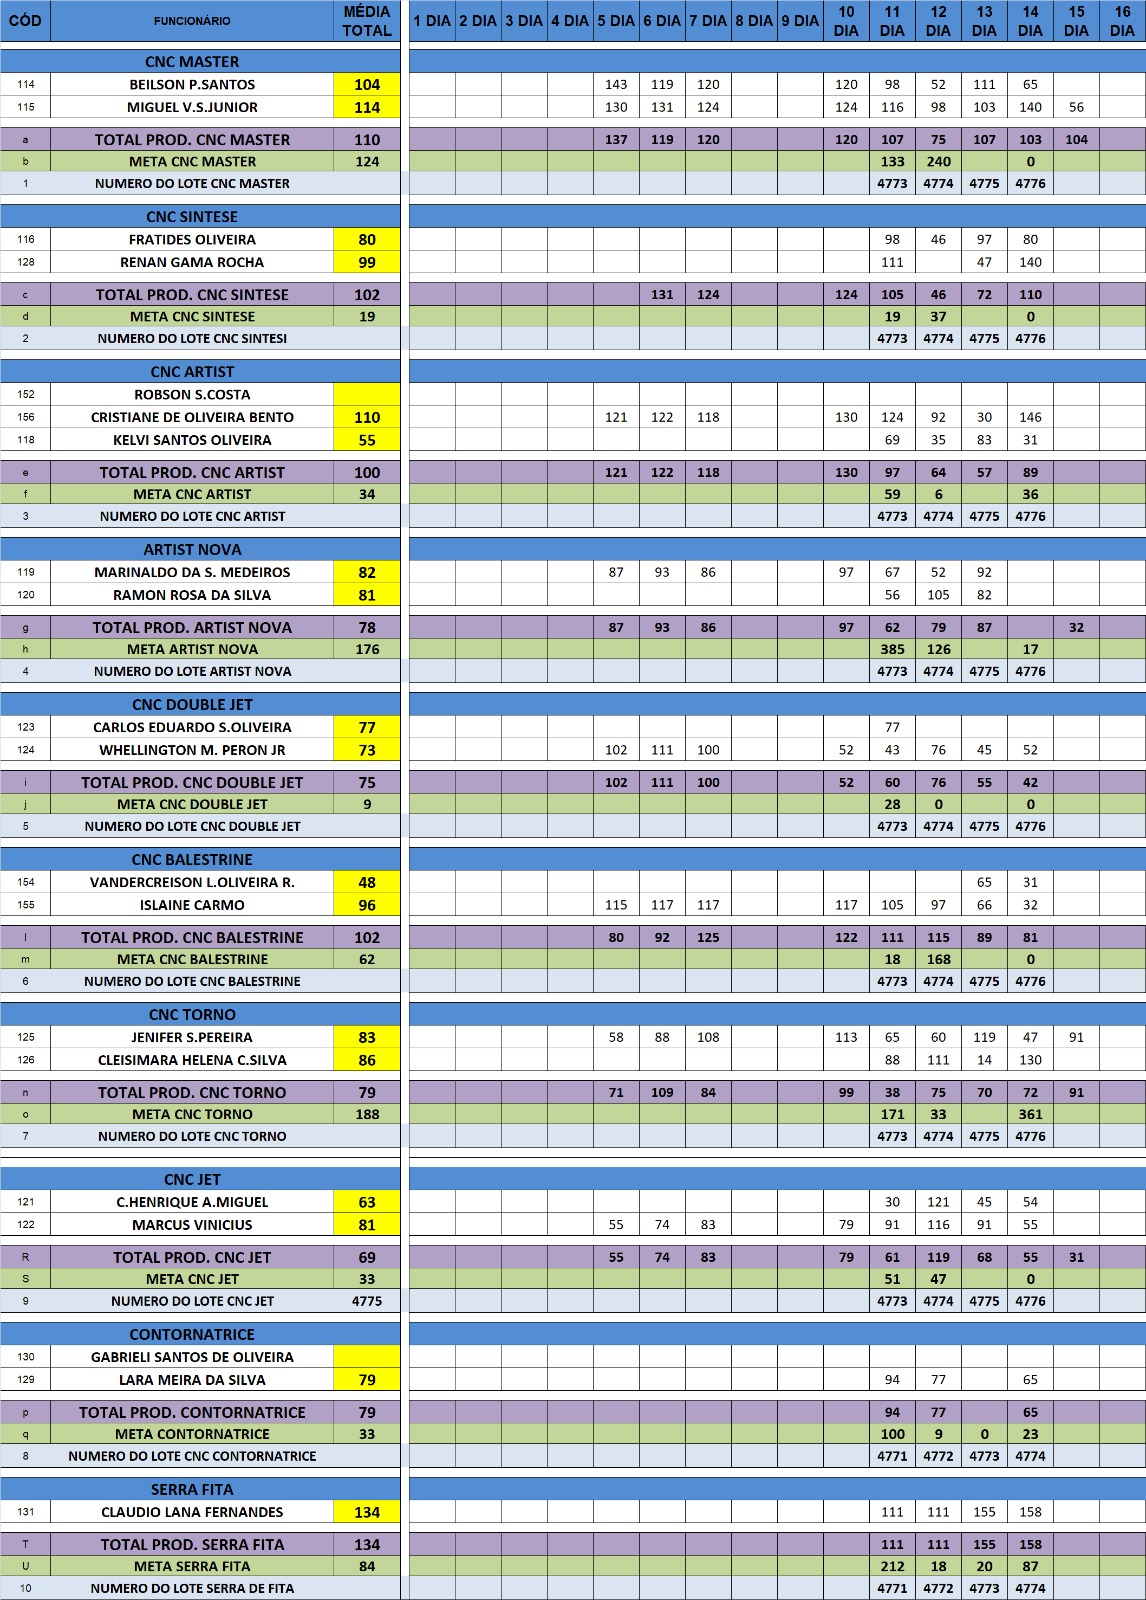 CÓD FUNCIONÁRIO MÉDIA TOTAL 1 DIA 2 DIA 3 DIA 4 DIA 5 DIA 6 DIA 7 DIA 8 DIA 9 DIA 10 DIA 11 DIA 12 DIA 13 DIA 14 DIA 15 DIA 16 DIA
CNC MASTER
114 BEILSON P.SANTOS 104 143 119 120 120 98 52 111 65
115 MIGUEL V.S.JUNIOR 114 130 131 124 124 116 98 103 140 56
a TOTAL PROD. CNC MASTER 110 137 119 120 120 107 75 107 103 104
b META CNC MASTER 124 133 240 0
1 NUMERO DO LOTE CNC MASTER 4773 4774 4775 4776
CNC SINTESE
116 FRATIDES OLIVEIRA 80 98 46 97 80
128 RENAN GAMA ROCHA 99 111 47 140
c TOTAL PROD. CNC SINTESE 102 131 124 124 105 46 72 110
d META CNC SINTESE 19 19 37 0
2 NUMERO DO LOTE CNC SINTESI 4773 4774 4775 4776
CNC ARTIST
152 ROBSON S.COSTA
156 CRISTIANE DE OLIVEIRA BENTO 110 121 122 118 130 124 92 30 146
118 KELVI SANTOS OLIVEIRA 55 69 35 83 31
e TOTAL PROD. CNC ARTIST 100 121 122 118 130 97 64 57 89
f META CNC ARTIST 34 59 6 36
3 NUMERO DO LOTE CNC ARTIST 4773 4774 4775 4776
ARTIST NOVA
119 MARINALDO DA S. MEDEIROS 82 87 93 86 97 67 52 92
120 RAMON ROSA DA SILVA 81 56 105 82
g TOTAL PROD. ARTIST NOVA 78 87 93 86 97 62 79 87 32
h META ARTIST NOVA 176 385 126 17
4 NUMERO DO LOTE ARTIST NOVA 4773 4774 4775 4776
CNC DOUBLE JET
123 CARLOS EDUARDO S.OLIVEIRA 77 77
124 WHELLINGTON M. PERON JR 73 102 111 100 52 43 76 45 52
i TOTAL PROD. CNC DOUBLE JET 75 102 111 100 52 60 76 55 42
j META CNC DOUBLE JET 9 28 0 0
5 NUMERO DO LOTE CNC DOUBLE JET 4773 4774 4775 4776
CNC BALESTRINE
154 VANDERCREISON L.OLIVEIRA R. 48 65 31
155 ISLAINE CARMO 96 115 117 117 117 105 97 66 32
l TOTAL PROD. CNC BALESTRINE 102 80 92 125 122 111 115 89 81
m META CNC BALESTRINE 62 18 168 0
6 NUMERO DO LOTE CNC BALESTRINE 4773 4774 4775 4776
CNC TORNO
125 JENIFER S.PEREIRA 83 58 88 108 113 65 60 119 47 91
126 CLEISIMARA HELENA C.SILVA 86 88 111 14 130
n TOTAL PROD. CNC TORNO 79 71 109 84 99 38 75 70 72 91
o META CNC TORNO 188 171 33 361
7 NUMERO DO LOTE CNC TORNO 4773 4774 4775 4776
CNC JET
121 C.HENRIQUE A.MIGUEL 63 30 121 45 54
122 MARCUS VINICIUS 81 55 74 83 79 91 116 91 55
R TOTAL PROD. CNC JET 69 55 74 83 79 61 119 68 55 31
S META CNC JET 33 51 47 0
9 NUMERO DO LOTE CNC JET 4775 4773 4774 4775 4776
CONTORNATRICE
130 GABRIELI SANTOS DE OLIVEIRA
129 LARA MEIRA DA SILVA 79 94 77 65
p TOTAL PROD. CONTORNATRICE 79 94 77 65
q META CONTORNATRICE 33 100 9 0 23
8 NUMERO DO LOTE CNC CONTORNATRICE 4771 4772 4773 4774
SERRA FITA
131 CLAUDIO LANA FERNANDES 134 111 111 155 158
T TOTAL PROD. SERRA FITA 134 111 111 155 158
U META SERRA FITA 84 212 18 20 87
10 NUMERO DO LOTE SERRA DE FITA 4771 4772 4773 4774